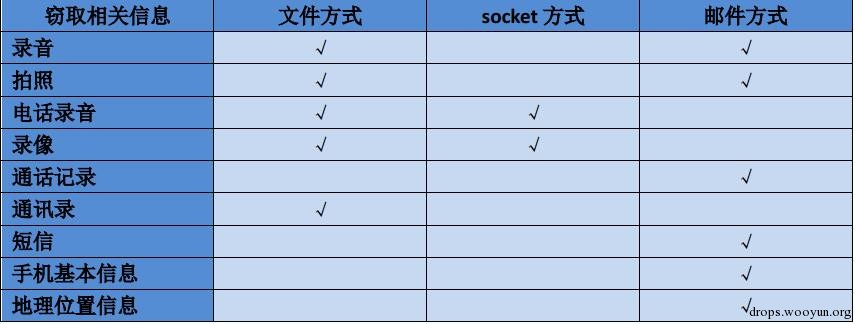 窃取相关信息 文件方式 socket 方式 邮件方式
录音 √ √
拍照 √ √
电话录音 √ √
录像 √ √
通话记录 √
通讯录 √
短信 √
手机基本信息 √
地理位置信息 √
drops.wooyun.org